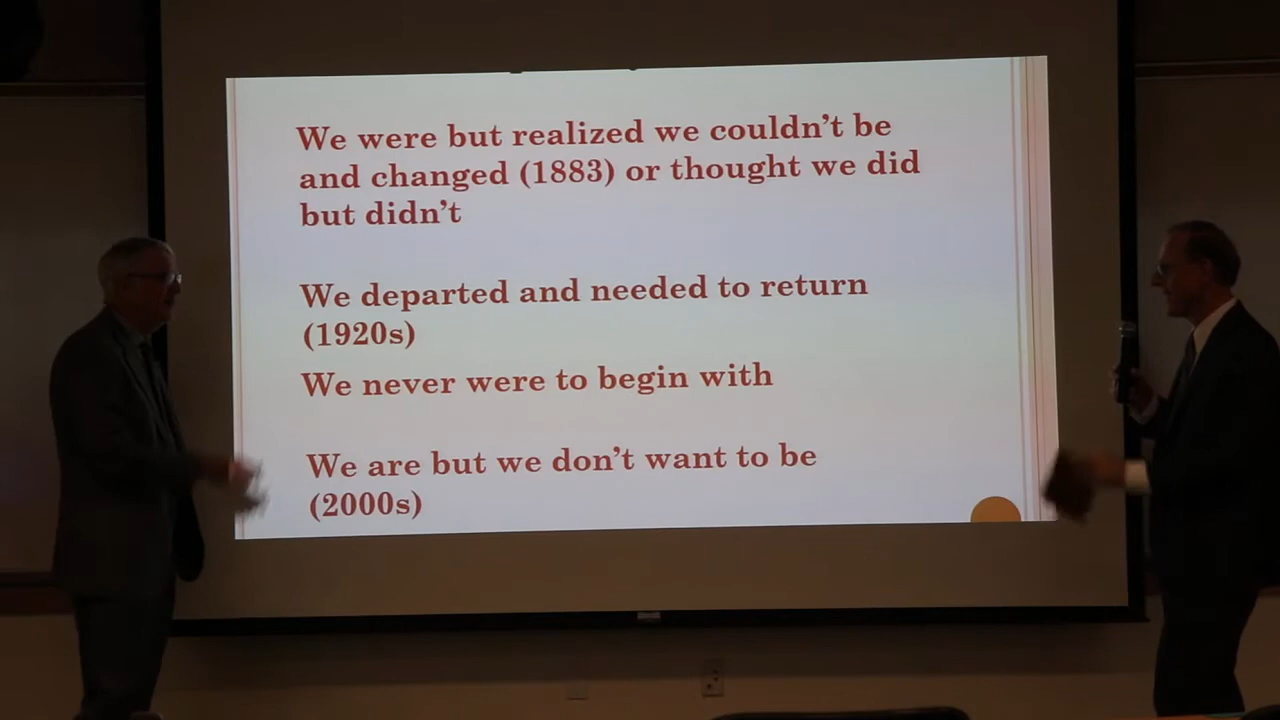 We were but realized we couldn't be
and changed (1883) or thought we did
but didn't
We departed and needed to return
(1920s)
We never were to begin with
We are but we don't want to be
(2000s)